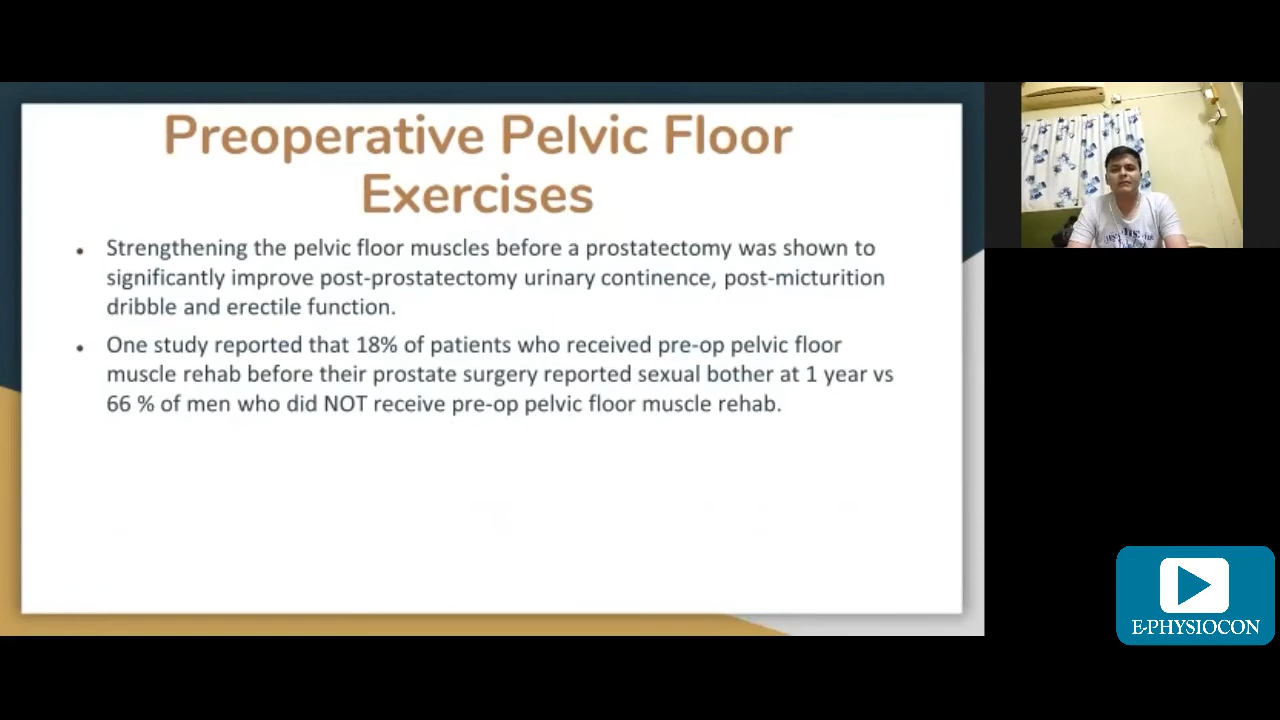 Preoperative Pelvic Floor
Exercises
• Strengthening the pelvic floor muscles before a prostatectomy was shown to
significantly improve post-prostatectomy urinary continence, post-micturition
dribble and erectile function.
• One study reported that 18% of patients who received pre-op pelvic floor
muscle rehab before their prostate surgery reported sexual bother at 1 year vs
66 % of men who did NOT receive pre-op pelvic floor muscle rehab.
E-PHYSIOCON